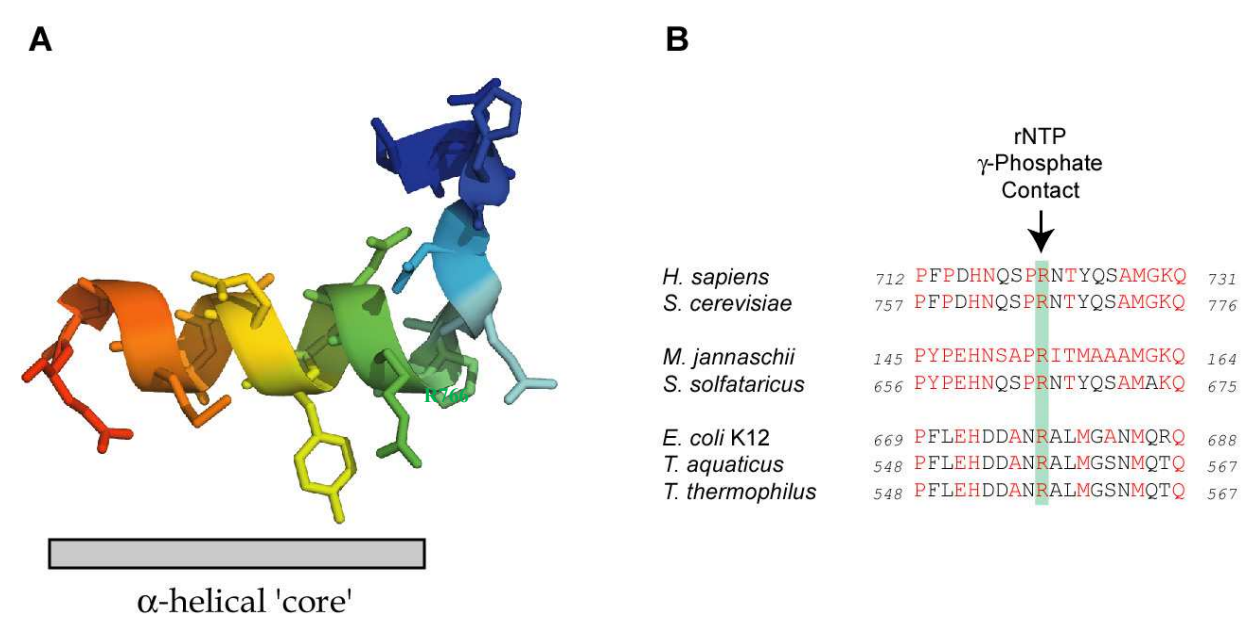 A
B
rNTP
γ-Phosphate
Contact
H. sapiens 712 PFPDHNQSPRNTYQSAMGKQ 731
S. cerevisiae 757 PFPDHNQSPRNTYQSAMGKQ 776
M. jannaschii 145 PYPEHNSAPRITMAAAMGKQ 164
S. solfataricus 656 PYPEHNQSPRNTYQSAMAKQ 675
E. coli K12 669 PFLEHDDANRALMGANMQRQ 688
T. aquaticus 548 PFLEHDDANRALMGSNMQTQ 567
T. thermophilus 548 PFLEHDDANRALMGSNMQTQ 567
R766
α-helical 'core'